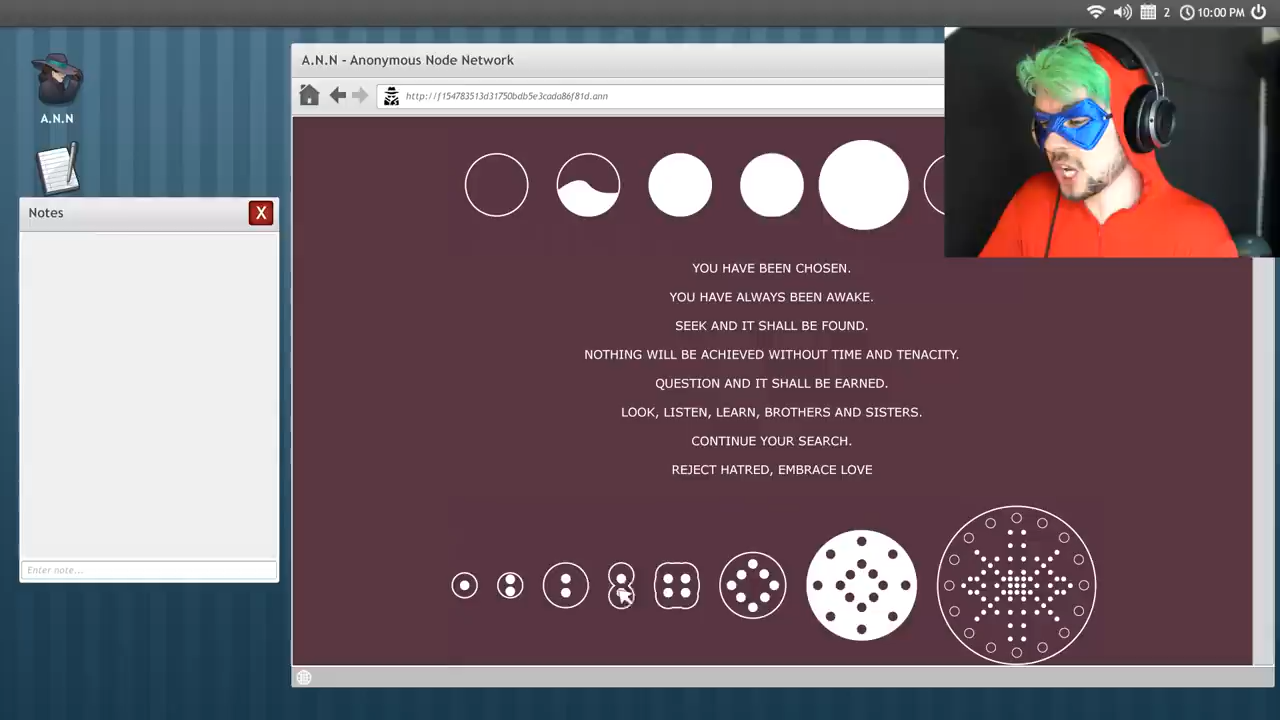 2
10:00 PM
A.N.N
Notes
X
Enter note...
A.N.N - Anonymous Node Network
http://f154783513d31750bdb5e3cada86f81d.ann
YOU HAVE BEEN CHOSEN.
YOU HAVE ALWAYS BEEN AWAKE.
SEEK AND IT SHALL BE FOUND.
NOTHING WILL BE ACHIEVED WITHOUT TIME AND TENACITY.
QUESTION AND IT SHALL BE EARNED.
LOOK, LISTEN, LEARN, BROTHERS AND SISTERS.
CONTINUE YOUR SEARCH.
REJECT HATRED, EMBRACE LOVE